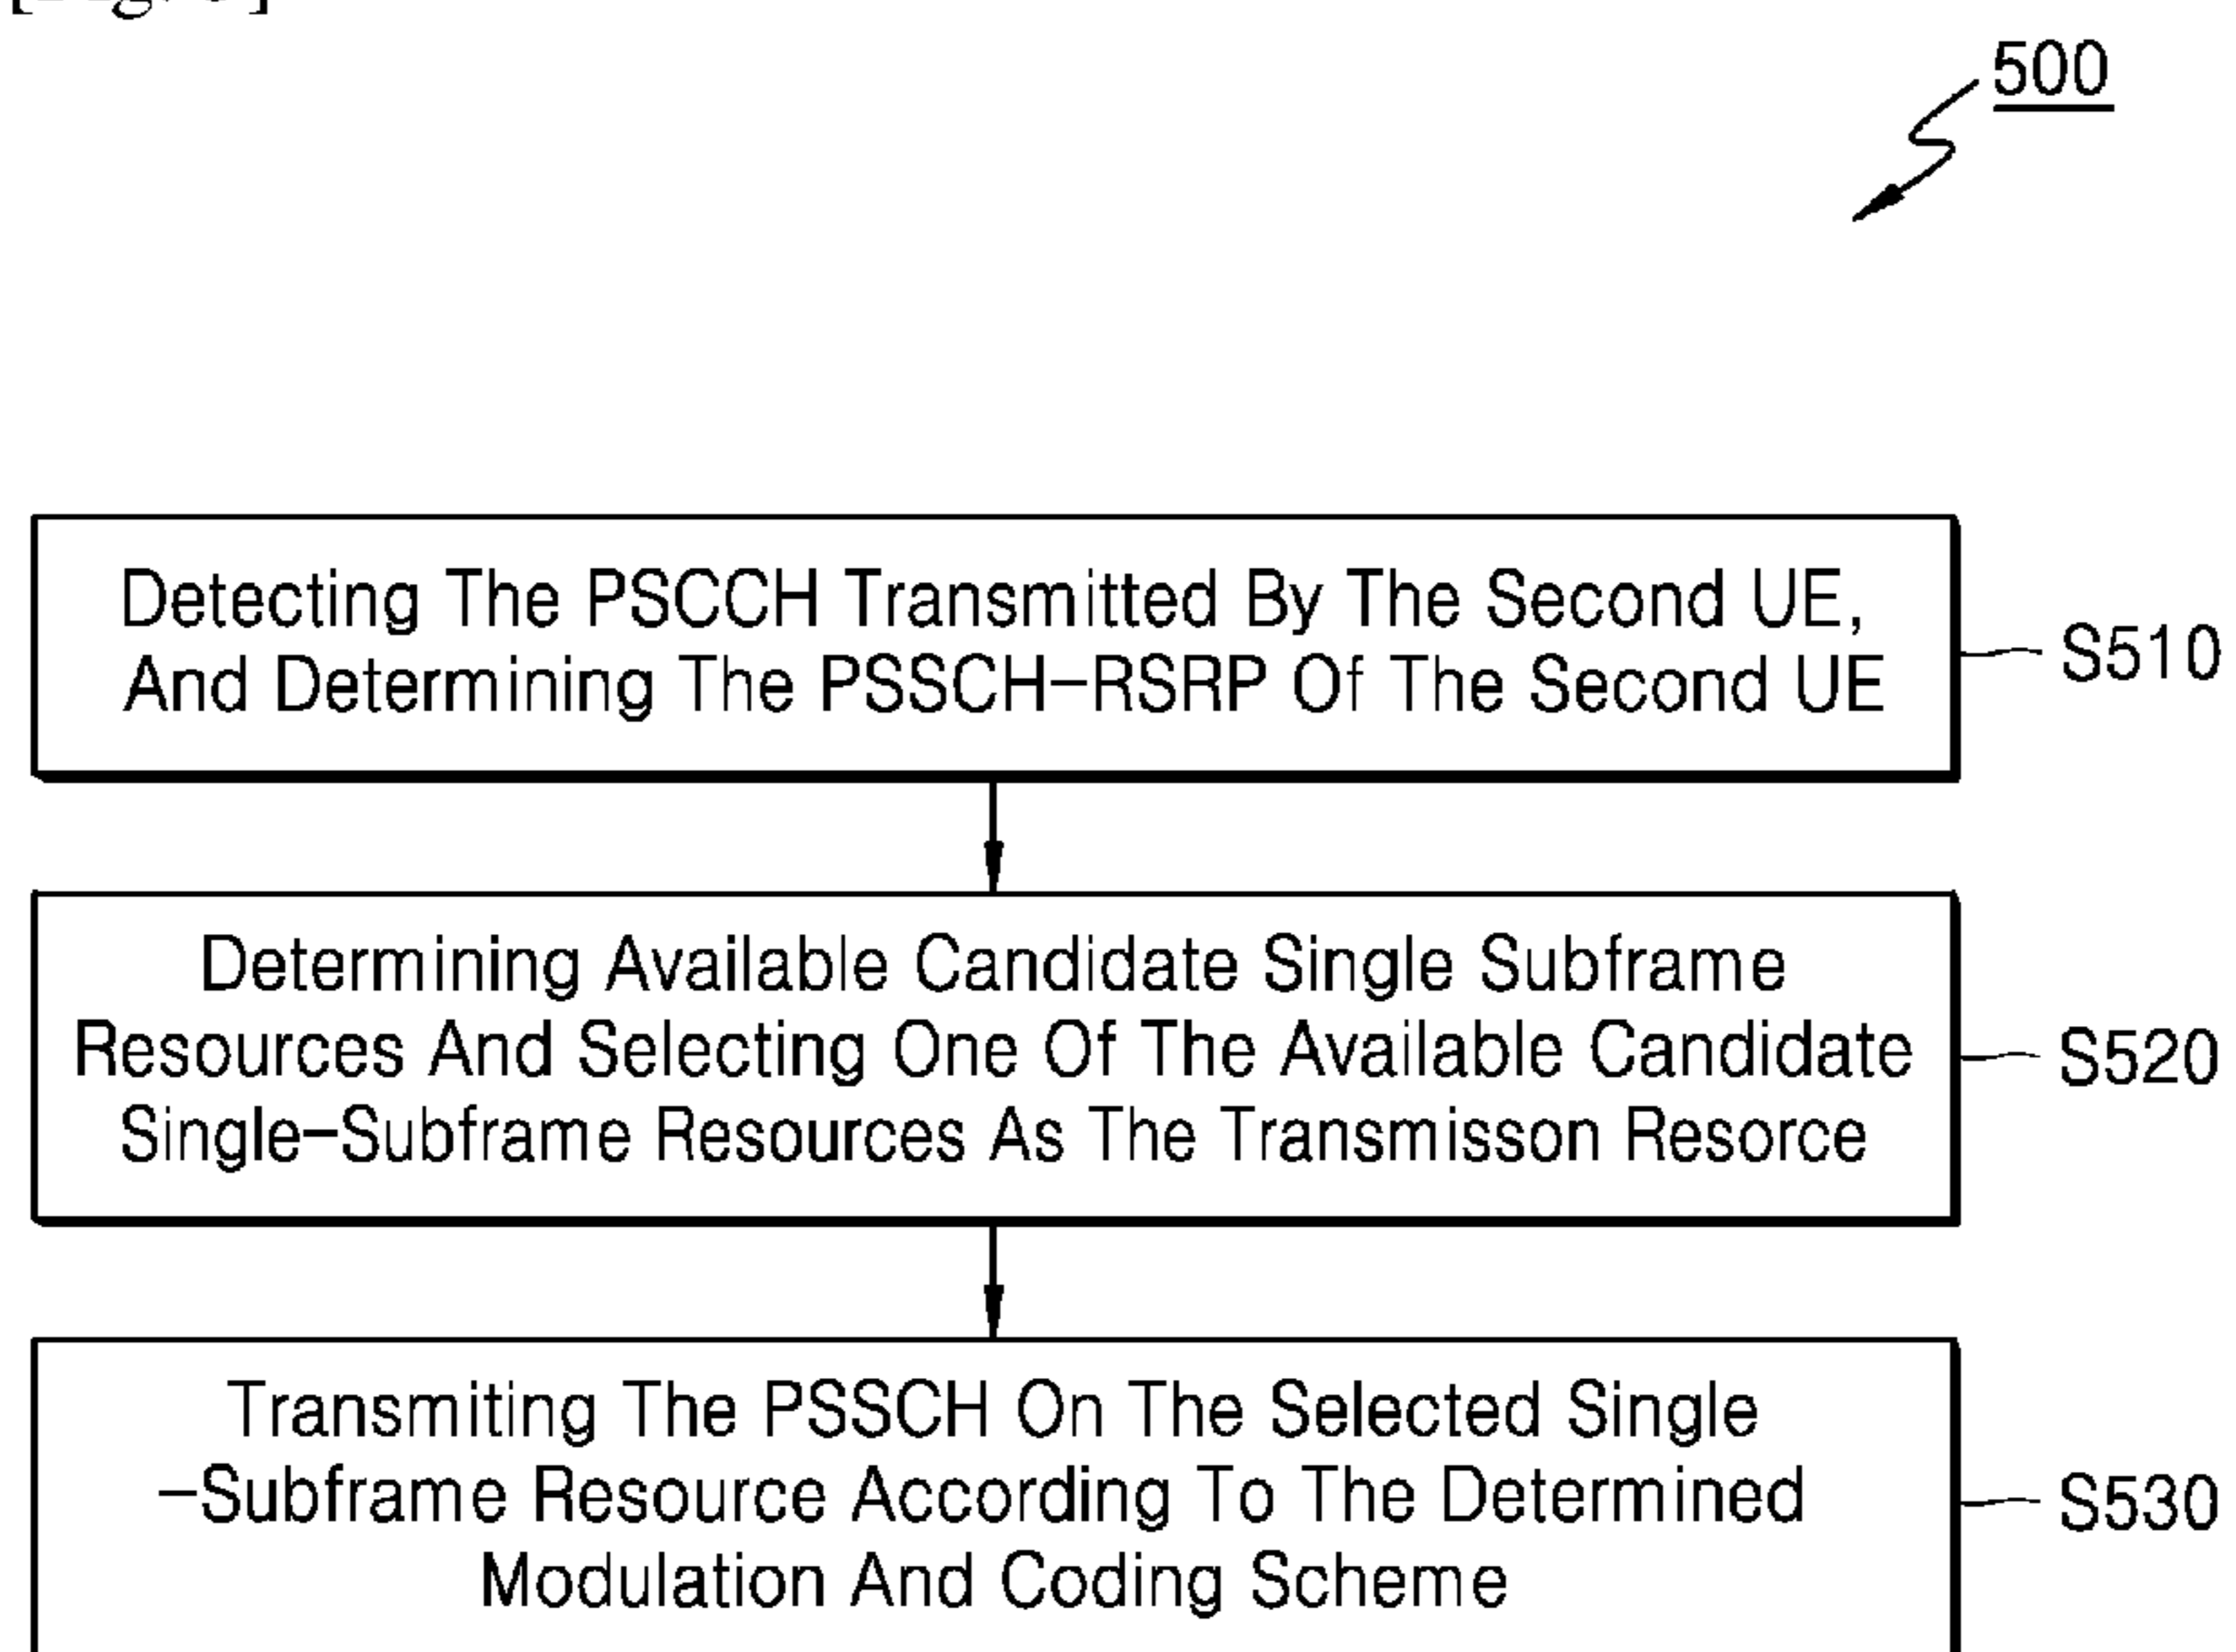 500
Detecting The PSCCH Transmitted By The Second UE,
And Determining The PSSCH-RSRP Of The Second UE
S510
Determining Available Candidate Single Subframe
Resources And Selecting One Of The Available Candidate
Single-Subframe Resources As The Transmisson Resorce
S520
Transmiting The PSSCH On The Selected Single
-Subframe Resource According To The Determined
Modulation And Coding Scheme
S530